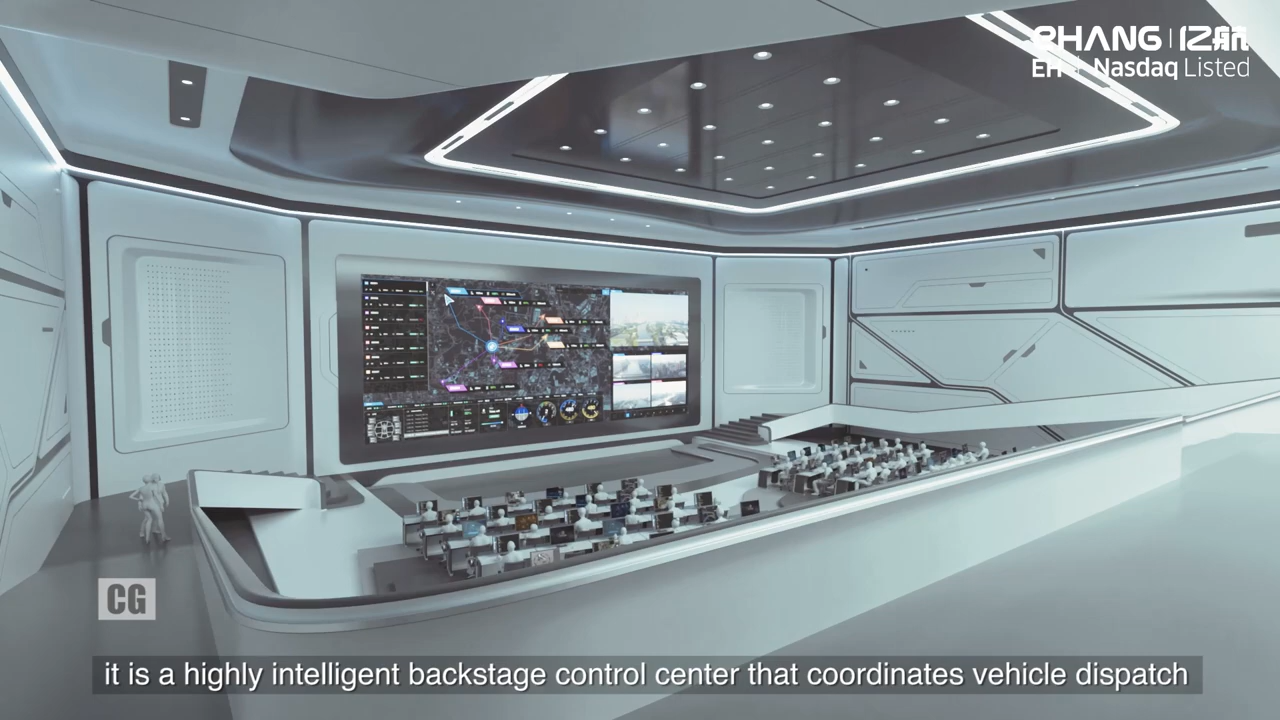 EHANG | 亿航
EH | Nasdaq Listed
CG
it is a highly intelligent backstage control center that coordinates vehicle dispatch